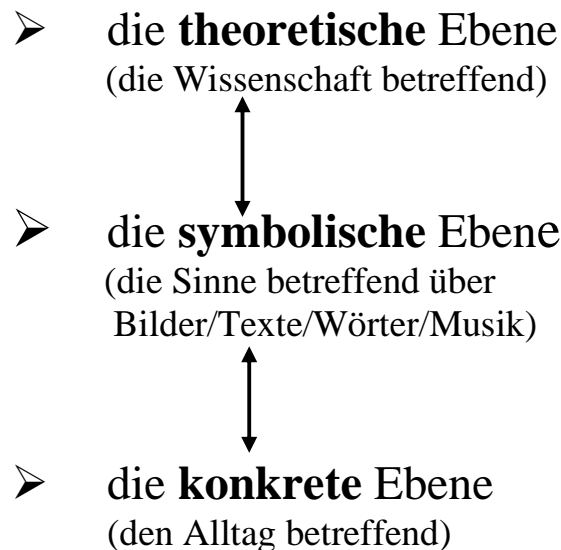 ➢ die theoretische Ebene
(die Wissenschaft betreffend)
➢ die symbolische Ebene
(die Sinne betreffend über
Bilder/Texte/Wörter/Musik)
➢ die konkrete Ebene
(den Alltag betreffend)